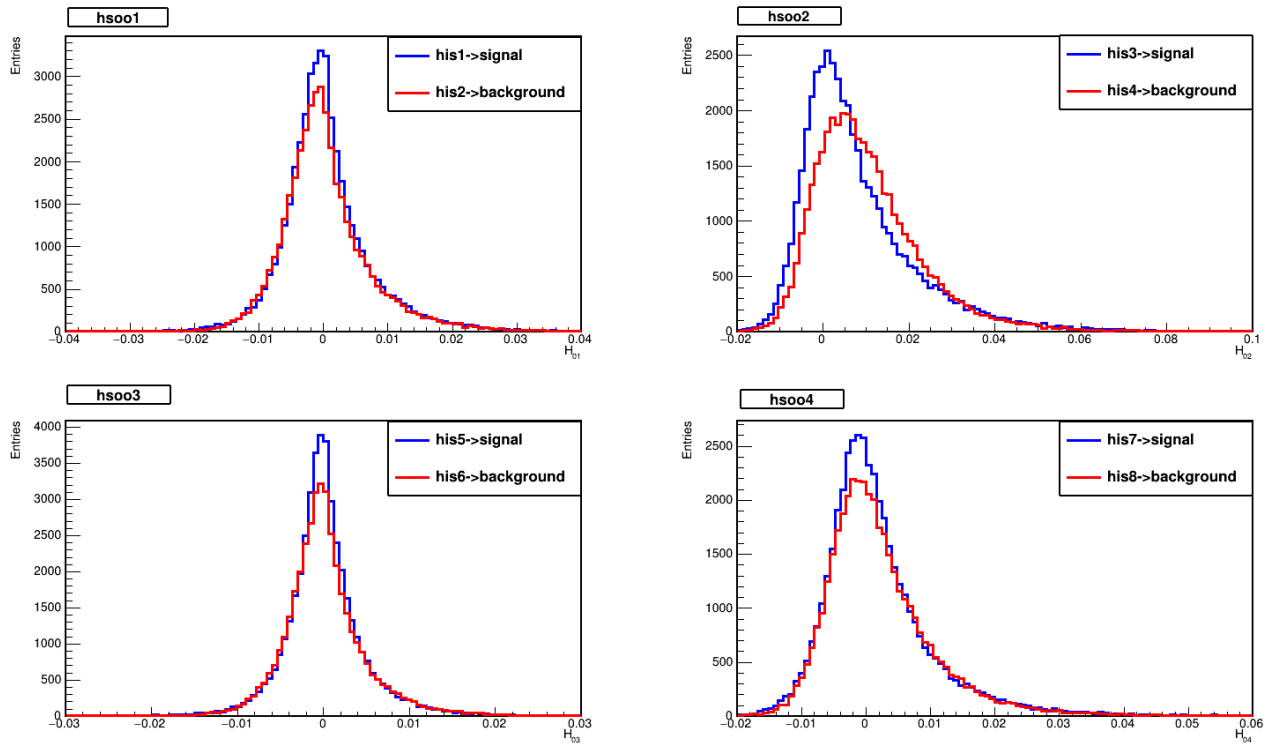 hsoo1
Entries
his1->signal
his2->background
3000
2500
2000
1500
1000
500
0
−0.04 −0.03 −0.02 −0.01 0 0.01 0.02 0.03 0.04
H01
hsoo2
Entries
his3->signal
his4->background
2500
2000
1500
1000
500
0
−0.02 0 0.02 0.04 0.06 0.08 0.1
H02
hsoo3
Entries
his5->signal
his6->background
4000
3500
3000
2500
2000
1500
1000
500
0
−0.03 −0.02 −0.01 0 0.01 0.02 0.03
H03
hsoo4
Entries
his7->signal
his8->background
2500
2000
1500
1000
500
0
−0.02 −0.01 0 0.01 0.02 0.03 0.04 0.05 0.06
H04